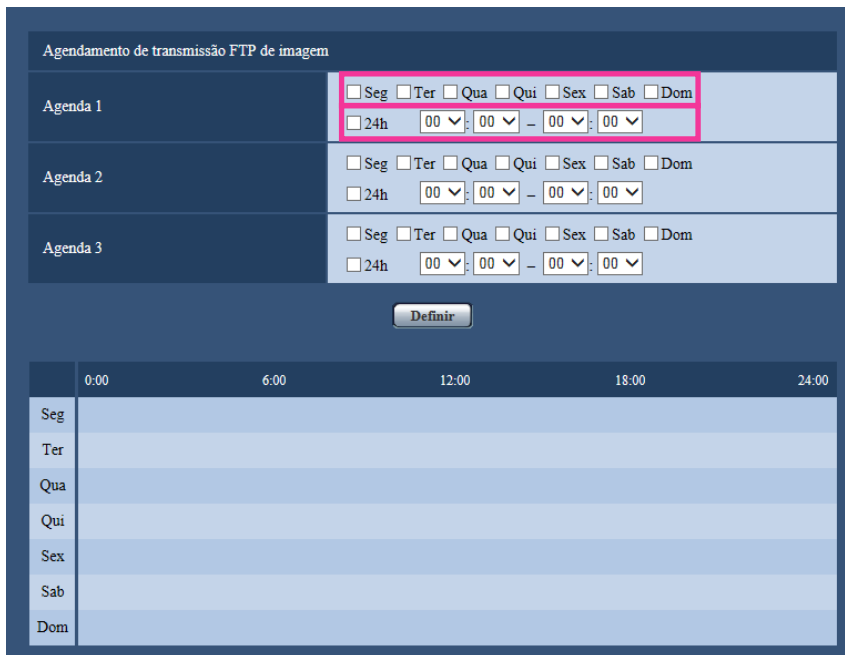 Agendamento de transmissão FTP de imagem
Agenda 1
Seg Ter Qua Qui Sex Sab Dom
24h 00 : 00 – 00 : 00
Agenda 2
Seg Ter Qua Qui Sex Sab Dom
24h 00 : 00 – 00 : 00
Agenda 3
Seg Ter Qua Qui Sex Sab Dom
24h 00 : 00 – 00 : 00
Definir
0:00 6:00 12:00 18:00 24:00
Seg
Ter
Qua
Qui
Sex
Sab
Dom